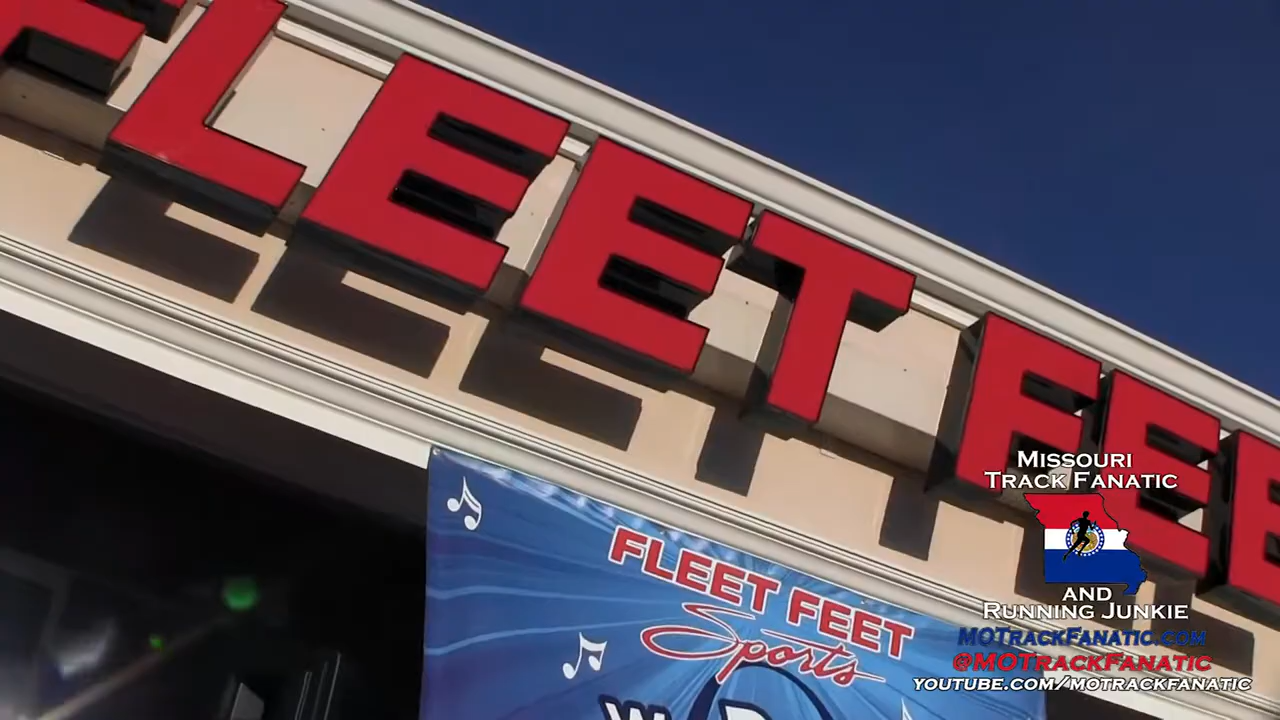 FLEET FEE
FLEET FEET
Sports
MISSOURI
TRACK FANATIC
AND
RUNNING JUNKIE
MOTRACKFANATIC.COM
@MOTRACKFANATIC
YOUTUBE.COM/MOTRACKFANATIC